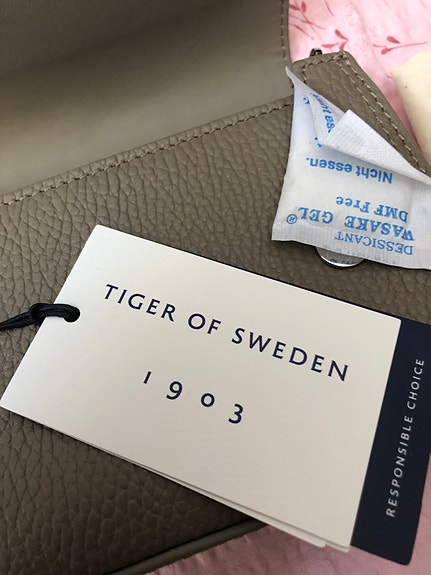 TIGER OF SWEDEN
1903
RESPONSIBLE CHOICE
DESSICANT
WASAKE GEL®
DMF Free
Nicht essen.